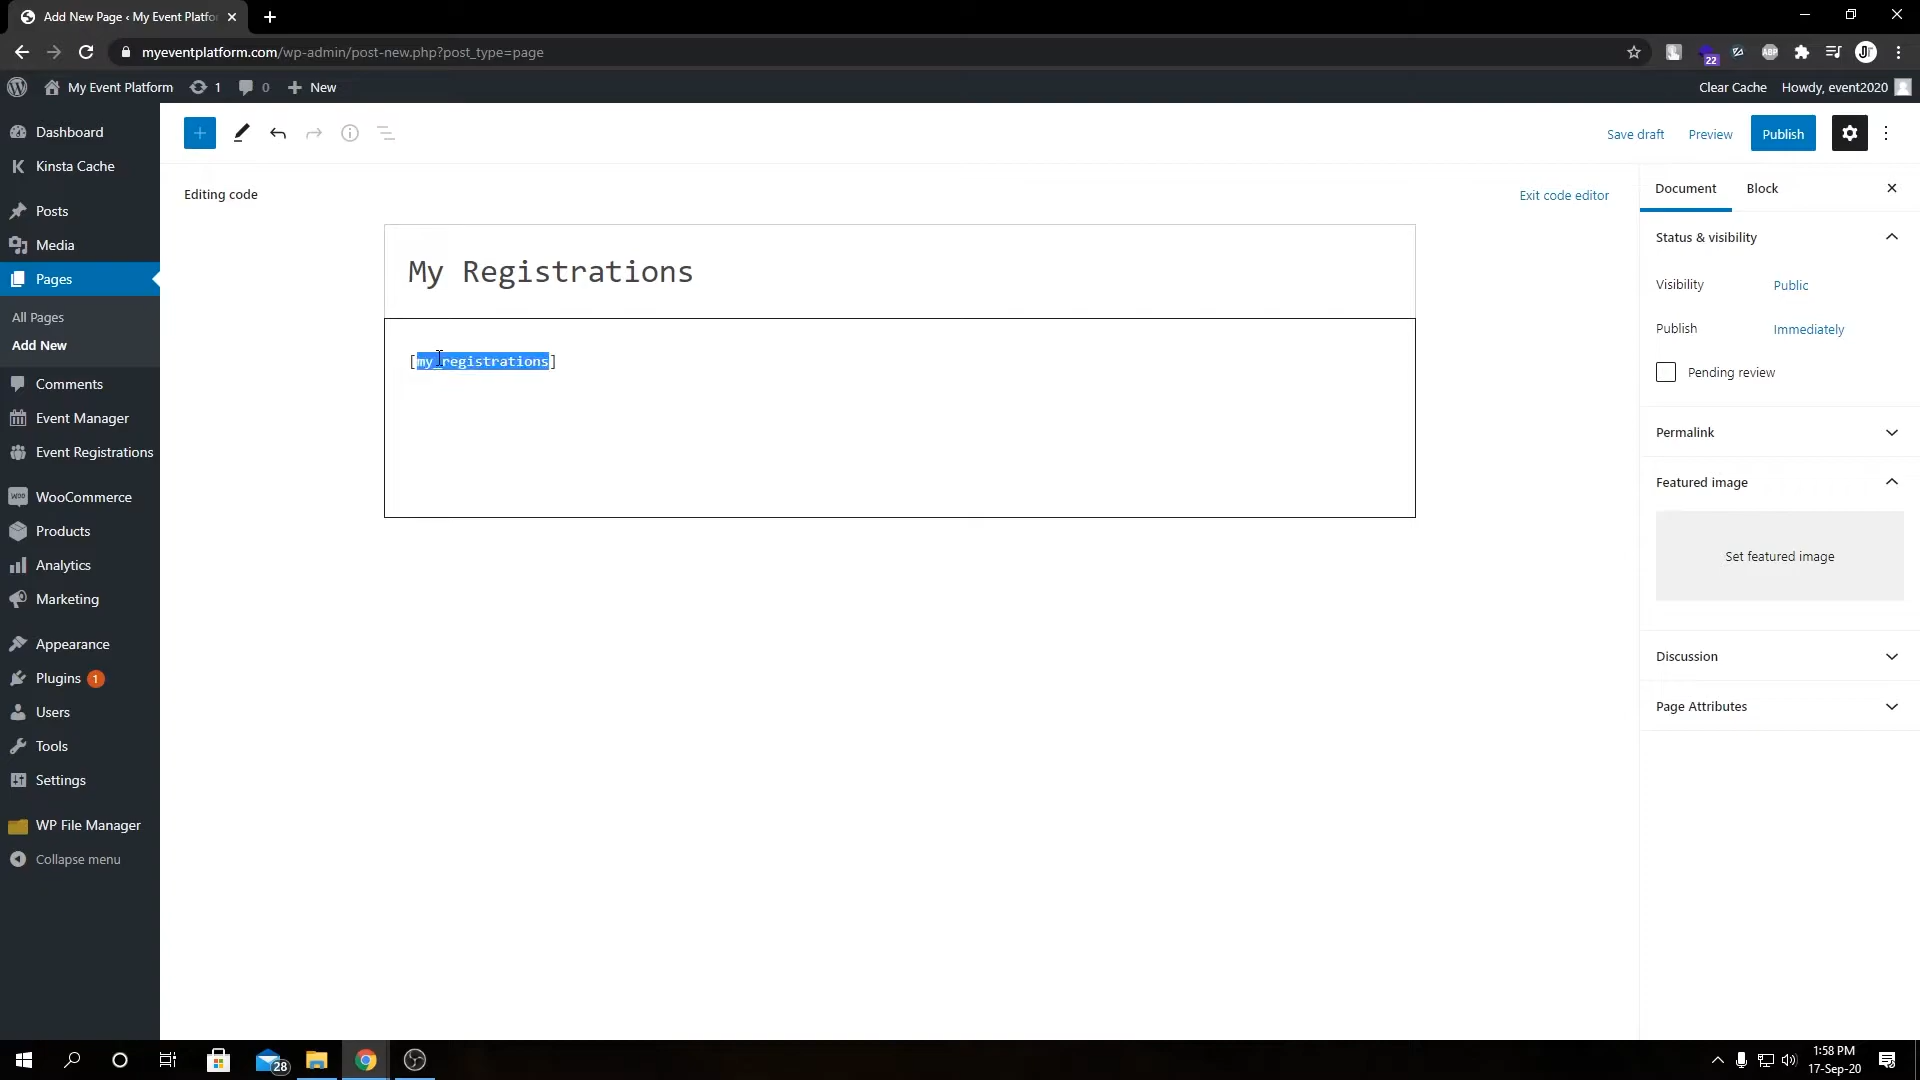 Add New Page ‹ My Event Platfo
myeventplatform.com/wp-admin/post-new.php?post_type=page
22
ABP
My Event Platform
1
0
New
Clear Cache
Howdy, event2020
Dashboard
Kinsta Cache
Posts
Media
Pages
All Pages
Add New
Comments
Event Manager
Event Registrations
WooCommerce
Products
Analytics
Marketing
Appearance
Plugins 1
Users
Tools
Settings
WP File Manager
Collapse menu
Save draft
Preview
Publish
Editing code
Exit code editor
My Registrations
[my_registrations]
Document
Block
Status & visibility
Visibility
Public
Publish
Immediately
Pending review
Permalink
Featured image
Set featured image
Discussion
Page Attributes
28
1:58 PM
17-Sep-20